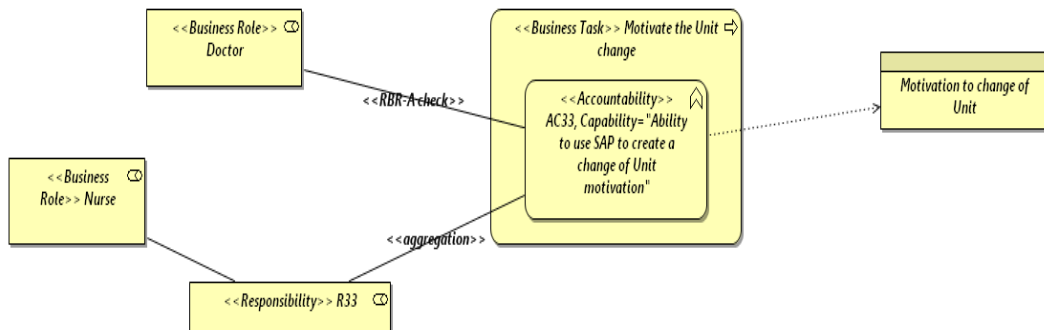 <<Business Role>>
Doctor
<<RBR-A check>>
<<Business Task>> Motivate the Unit
change
<<Accountability>>
AC33, Capability="Ability
to use SAP to create a
change of Unit
motivation"
Motivation to change of
Unit
<<Business
Role>> Nurse
<<aggregation>>
<<Responsibility>> R33